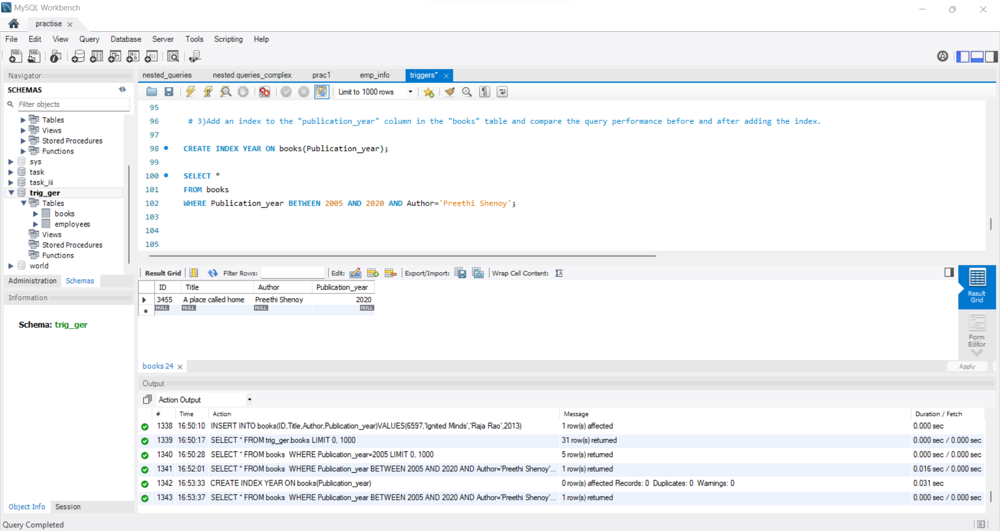 MySQL Workbench
practise
File Edit View Query Database Server Tools Scripting Help
Navigator
SCHEMAS
Filter objects
Tables
Views
Stored Procedures
Functions
sys
task
task_iii
trig_ger
Tables
books
employees
Views
Stored Procedures
Functions
world
Administration Schemas
Information
Schema: trig_ger
Object Info Session
nested_queries nested queries_complex prac1 emp_info triggers*
Limit to 1000 rows
95
96 # 3)Add an index to the "publication_year" column in the "books" table and compare the query performance before and after adding the index.
97
98 CREATE INDEX YEAR ON books(Publication_year);
99
100 SELECT *
101 FROM books
102 WHERE Publication_year BETWEEN 2005 AND 2020 AND Author='Preethi Shenoy';
103
104
105
Result Grid Filter Rows: Edit: Export/Import: Wrap Cell Content:
ID Title Author Publication_year
3455 A place called home Preethi Shenoy 2020
NULL NULL NULL NULL
Result Grid
Form Editor
books 24
Apply
Output
Action Output
# Time Action Message Duration / Fetch
1338 16:50:10 INSERT INTO books(ID,Title,Author,Publication_year)VALUES(6597,'Ignited Minds','Raja Rao',2013) 1 row(s) affected 0.000 sec
1339 16:50:17 SELECT * FROM trig_ger.books LIMIT 0, 1000 31 row(s) returned 0.000 sec / 0.000 sec
1340 16:50:28 SELECT * FROM books WHERE Publication_year=2005 LIMIT 0, 1000 5 row(s) returned 0.000 sec / 0.000 sec
1341 16:52:01 SELECT * FROM books WHERE Publication_year BETWEEN 2005 AND 2020 AND Author='Preethi Shenoy'... 1 row(s) returned 0.016 sec / 0.000 sec
1342 16:53:33 CREATE INDEX YEAR ON books(Publication_year) 0 row(s) affected Records: 0 Duplicates: 0 Warnings: 0 0.031 sec
1343 16:53:37 SELECT * FROM books WHERE Publication_year BETWEEN 2005 AND 2020 AND Author='Preethi Shenoy'... 1 row(s) returned 0.000 sec / 0.000 sec
Query Completed